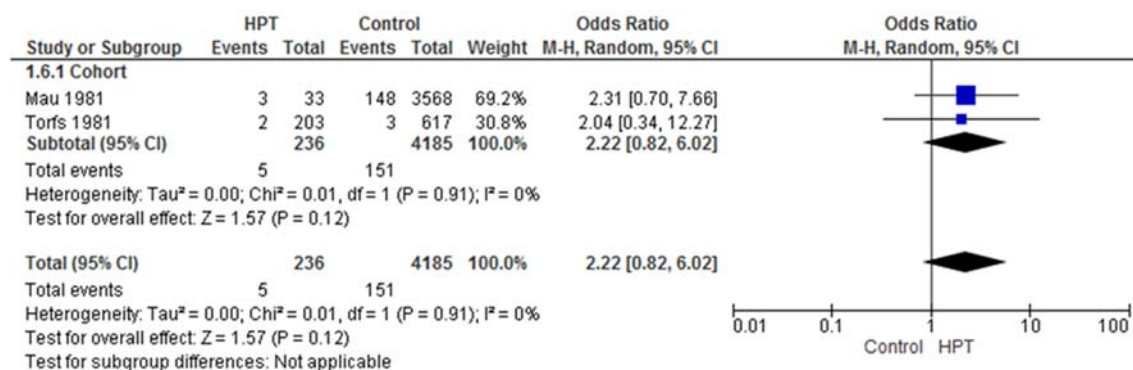 HPT Control Odds Ratio Odds Ratio
Study or Subgroup Events Total Events Total Weight M-H, Random, 95% CI M-H, Random, 95% CI
1.6.1 Cohort
Mau 1981 3 33 148 3568 69.2% 2.31 [0.70, 7.66]
Torfs 1981 2 203 3 617 30.8% 2.04 [0.34, 12.27]
Subtotal (95% CI) 236 4185 100.0% 2.22 [0.82, 6.02]
Total events 5 151
Heterogeneity: Tau² = 0.00; Chi² = 0.01, df = 1 (P = 0.91); I² = 0%
Test for overall effect: Z = 1.57 (P = 0.12)
Total (95% CI) 236 4185 100.0% 2.22 [0.82, 6.02]
Total events 5 151
Heterogeneity: Tau² = 0.00; Chi² = 0.01, df = 1 (P = 0.91); I² = 0%
Test for overall effect: Z = 1.57 (P = 0.12)
Test for subgroup differences: Not applicable
0.01 0.1 1 10 100
Control HPT